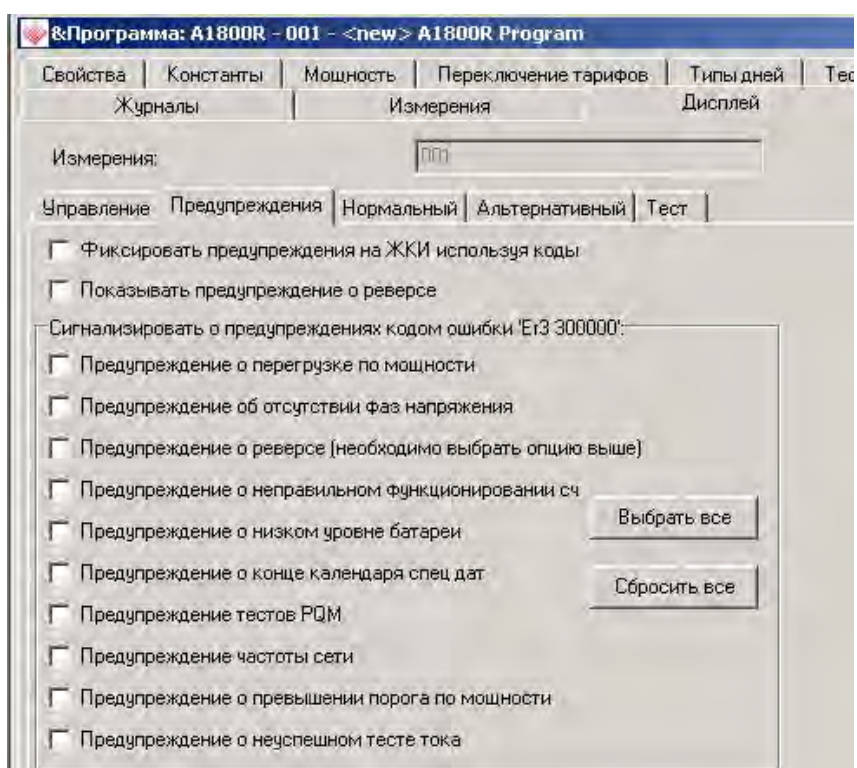 &Программа: A1800R - 001 - <new> A1800R Program
Свойства Константы Мощность Переключение тарифов Типы дней Тес
Журналы Измерения Дисплей
Измерения: 001
Управление Предупреждения Нормальный Альтернативный Тест
Фиксировать предупреждения на ЖКИ используя коды
Показывать предупреждение о реверсе
Сигнализировать о предупреждениях кодом ошибки 'Er3 300000':
Предупреждение о перегрузке по мощности
Предупреждение об отсутствии фаз напряжения
Предупреждение о реверсе (необходимо выбрать опцию выше)
Предупреждение о неправильном функционировании сч
Выбрать все
Предупреждение о низком уровне батареи
Предупреждение о конце календаря спец дат
Сбросить все
Предупреждение тестов PQM
Предупреждение частоты сети
Предупреждение о превышении порога по мощности
Предупреждение о неуспешном тесте тока